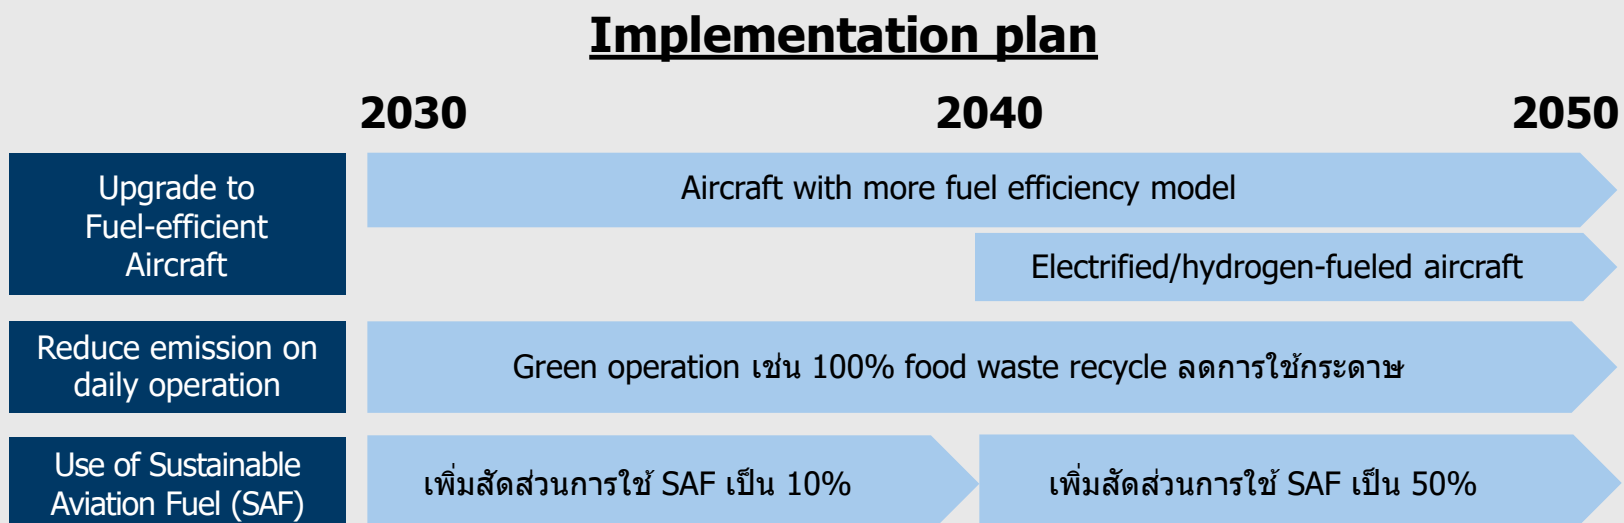 Implementation plan
2030 2040 2050
Upgrade to
Fuel-efficient
Aircraft
Aircraft with more fuel efficiency model
Electrified/hydrogen-fueled aircraft
Reduce emission on
daily operation
Green operation เช่น 100% food waste recycle ลดการใช้กระดาษ
Use of Sustainable
Aviation Fuel (SAF)
เพิ่มสัดส่วนการใช้ SAF เป็น 10%
เพิ่มสัดส่วนการใช้ SAF เป็น 50%